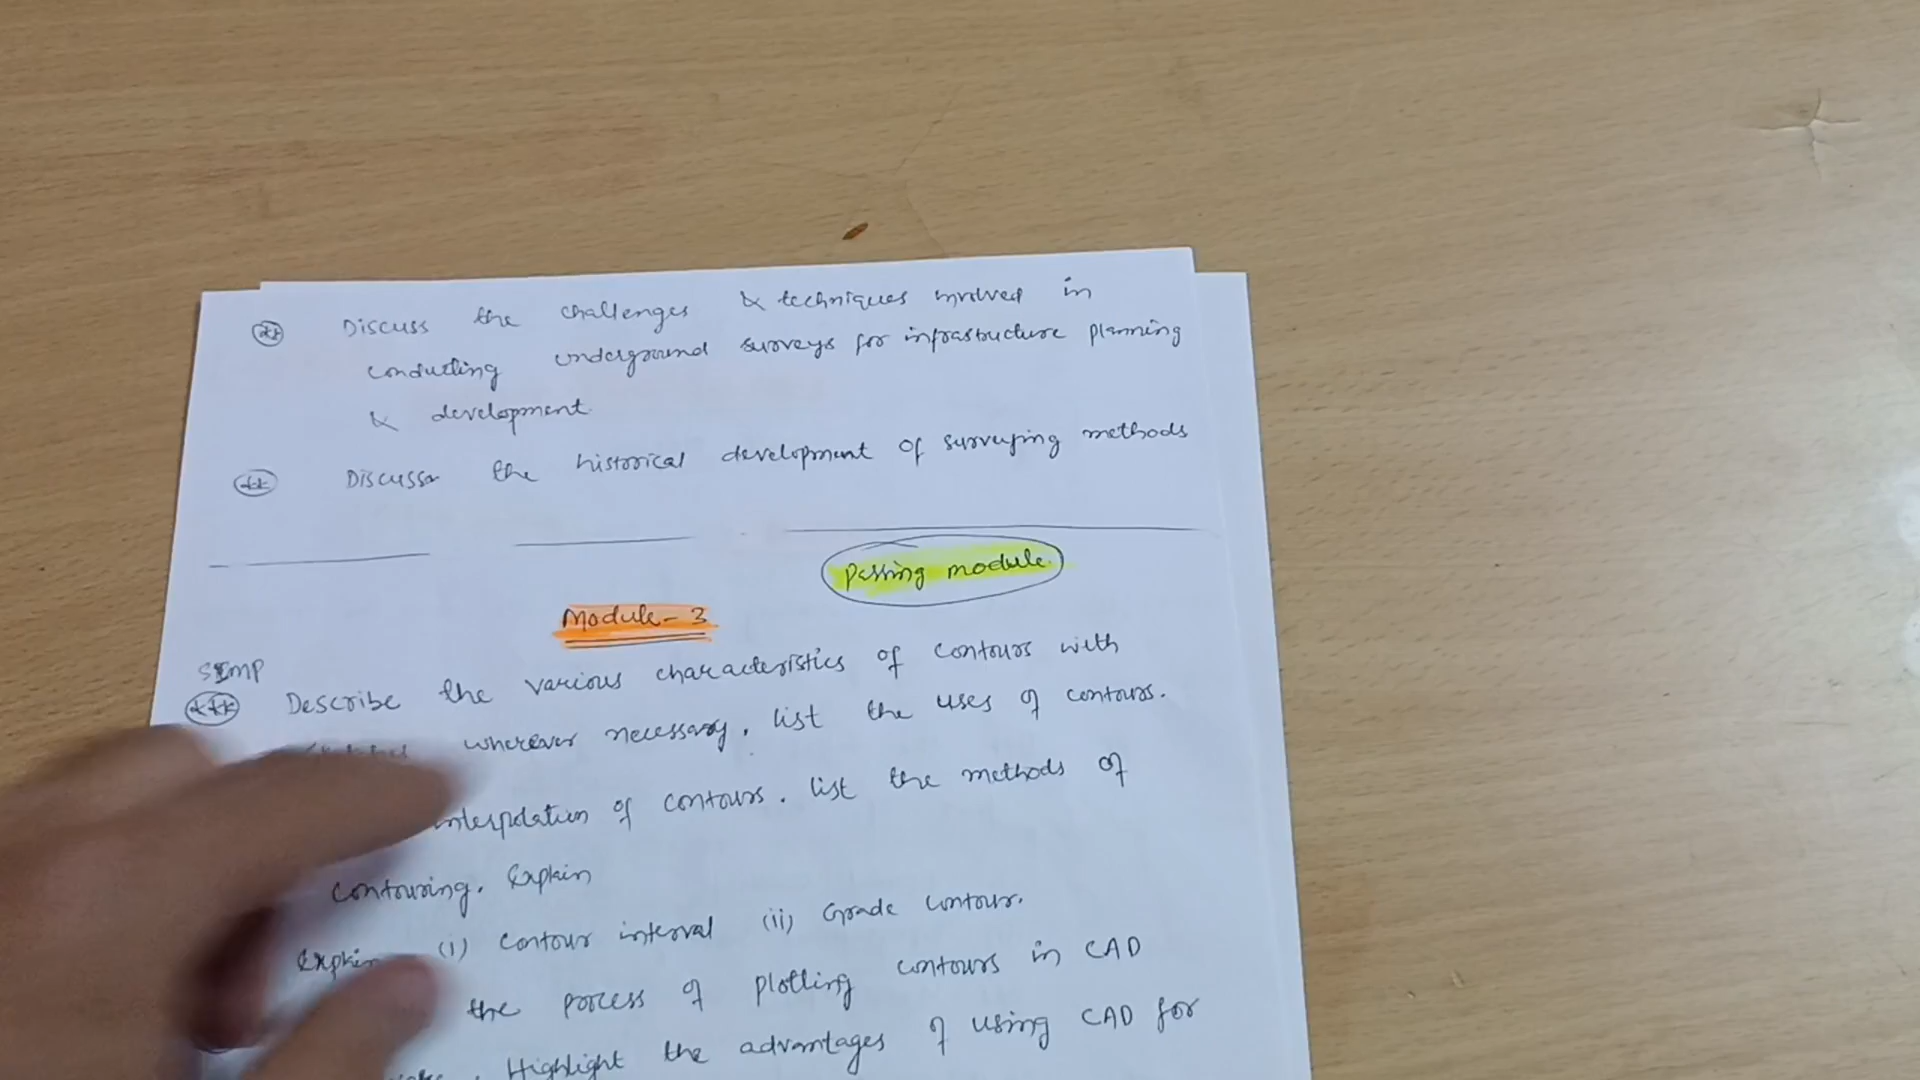 ** Discuss the challenges & techniques involved in
conducting underground surveys for infrastructure planning
& development.
** Discuss the historical development of surveying methods
Passing module.
Module-3
SIMP
*** Describe the various characteristics of contours with
wherever necessary, list the uses of contours.
interpolation of contours. list the methods of
contouring. Explain
Explain (i) contour interval (ii) Grade contour.
the process of plotting contours in CAD
Highlight the advantages of using CAD for